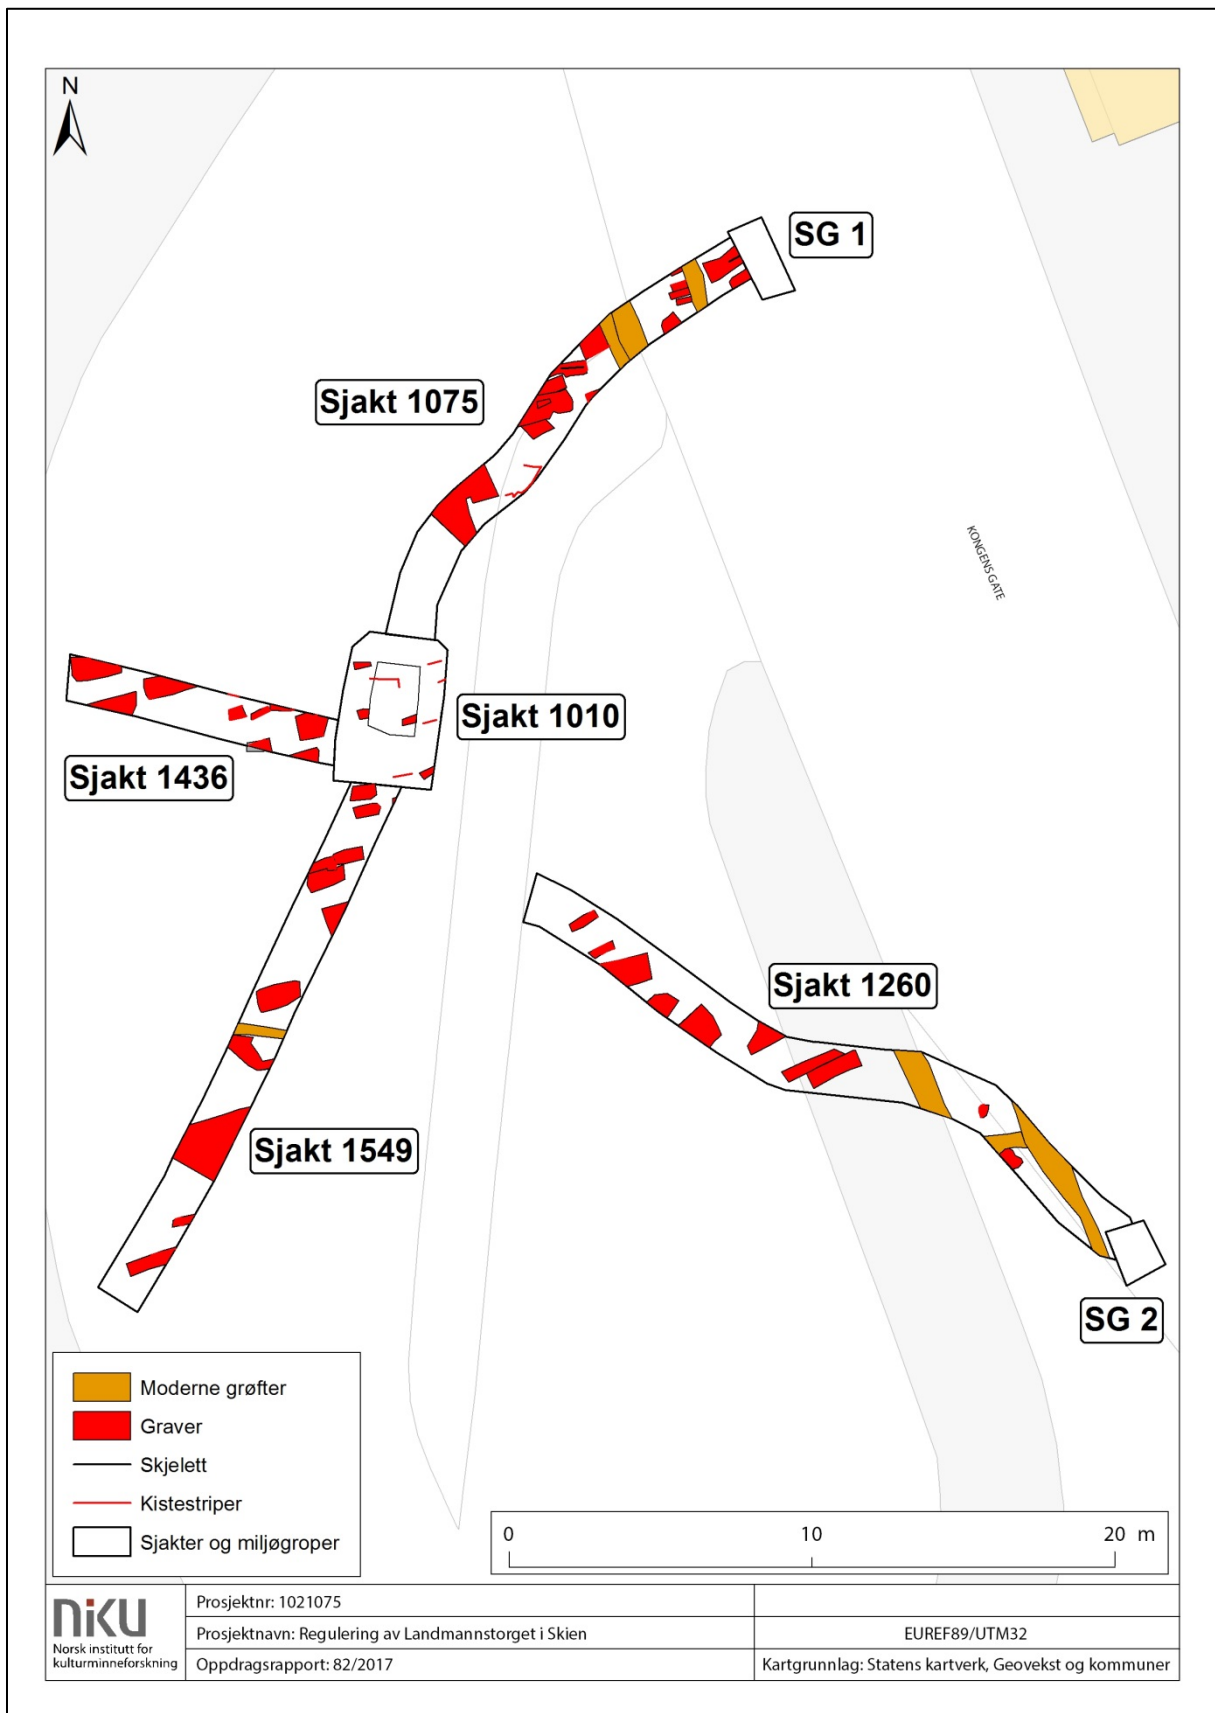 N
SG 1
Sjakt 1075
KONGENS GATE
Sjakt 1010
Sjakt 1436
Sjakt 1260
Sjakt 1549
SG 2
Moderne grøfter
Graver
Skjelett
Kistestriper
Sjakter og miljøgroper
0 10 20 m
niku
Norsk institutt for
kulturminneforskning
Prosjektnr: 1021075
Prosjektnavn: Regulering av Landmannstorget i Skien
EUREF89/UTM32
Oppdragsrapport: 82/2017
Kartgrunnlag: Statens kartverk, Geovekst og kommuner